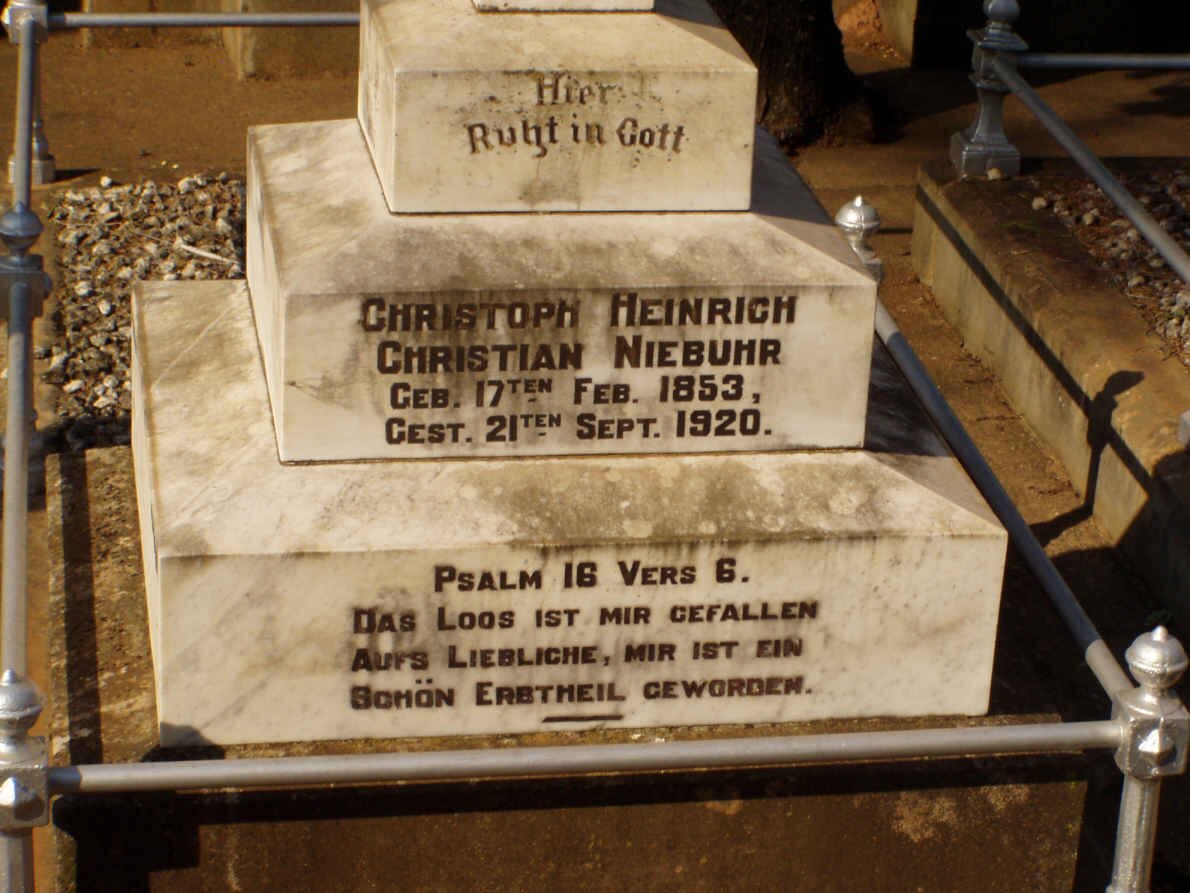 Hier
Ruht in Gott
CHRISTOPH HEINRICH
CHRISTIAN NIEBUHR
GEB. 17TEN FEB. 1853,
GEST. 21TEN SEPT. 1920.
PSALM 16 VERS 6.
DAS LOOS IST MIR GEFALLEN
AUFS LIEBLICHE, MIR IST EIN
SCHÖN ERBTHEIL GEWORDEN.